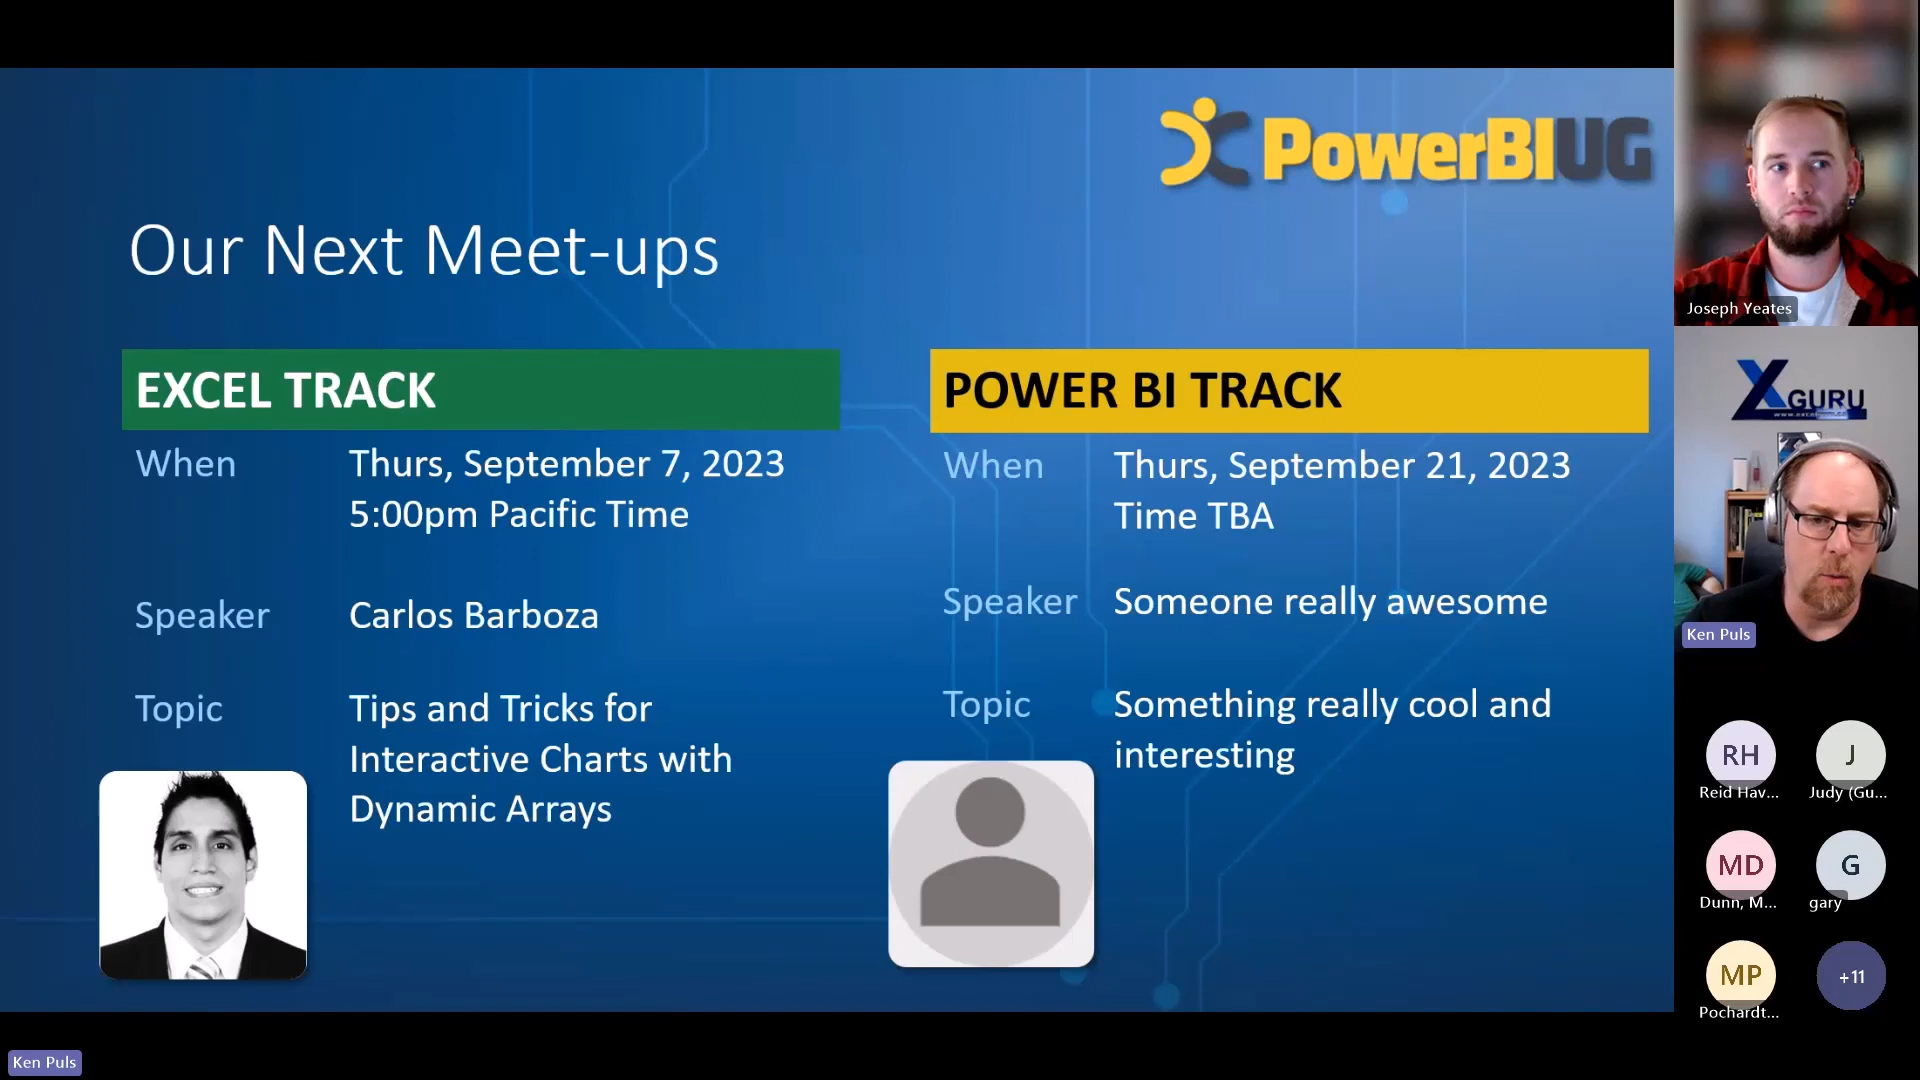 PowerBIUG
Our Next Meet-ups
EXCEL TRACK
When
Thurs, September 7, 2023
5:00pm Pacific Time
Speaker
Carlos Barboza
Topic
Tips and Tricks for
Interactive Charts with
Dynamic Arrays
POWER BI TRACK
When
Thurs, September 21, 2023
Time TBA
Speaker
Someone really awesome
Topic
Something really cool and
interesting
Joseph Yeates
XGURU
Ken Puls
RH
Reid Hav...
J
Judy (Gu...
MD
Dunn, M...
G
gary
MP
Pochardt...
+11
Ken Puls